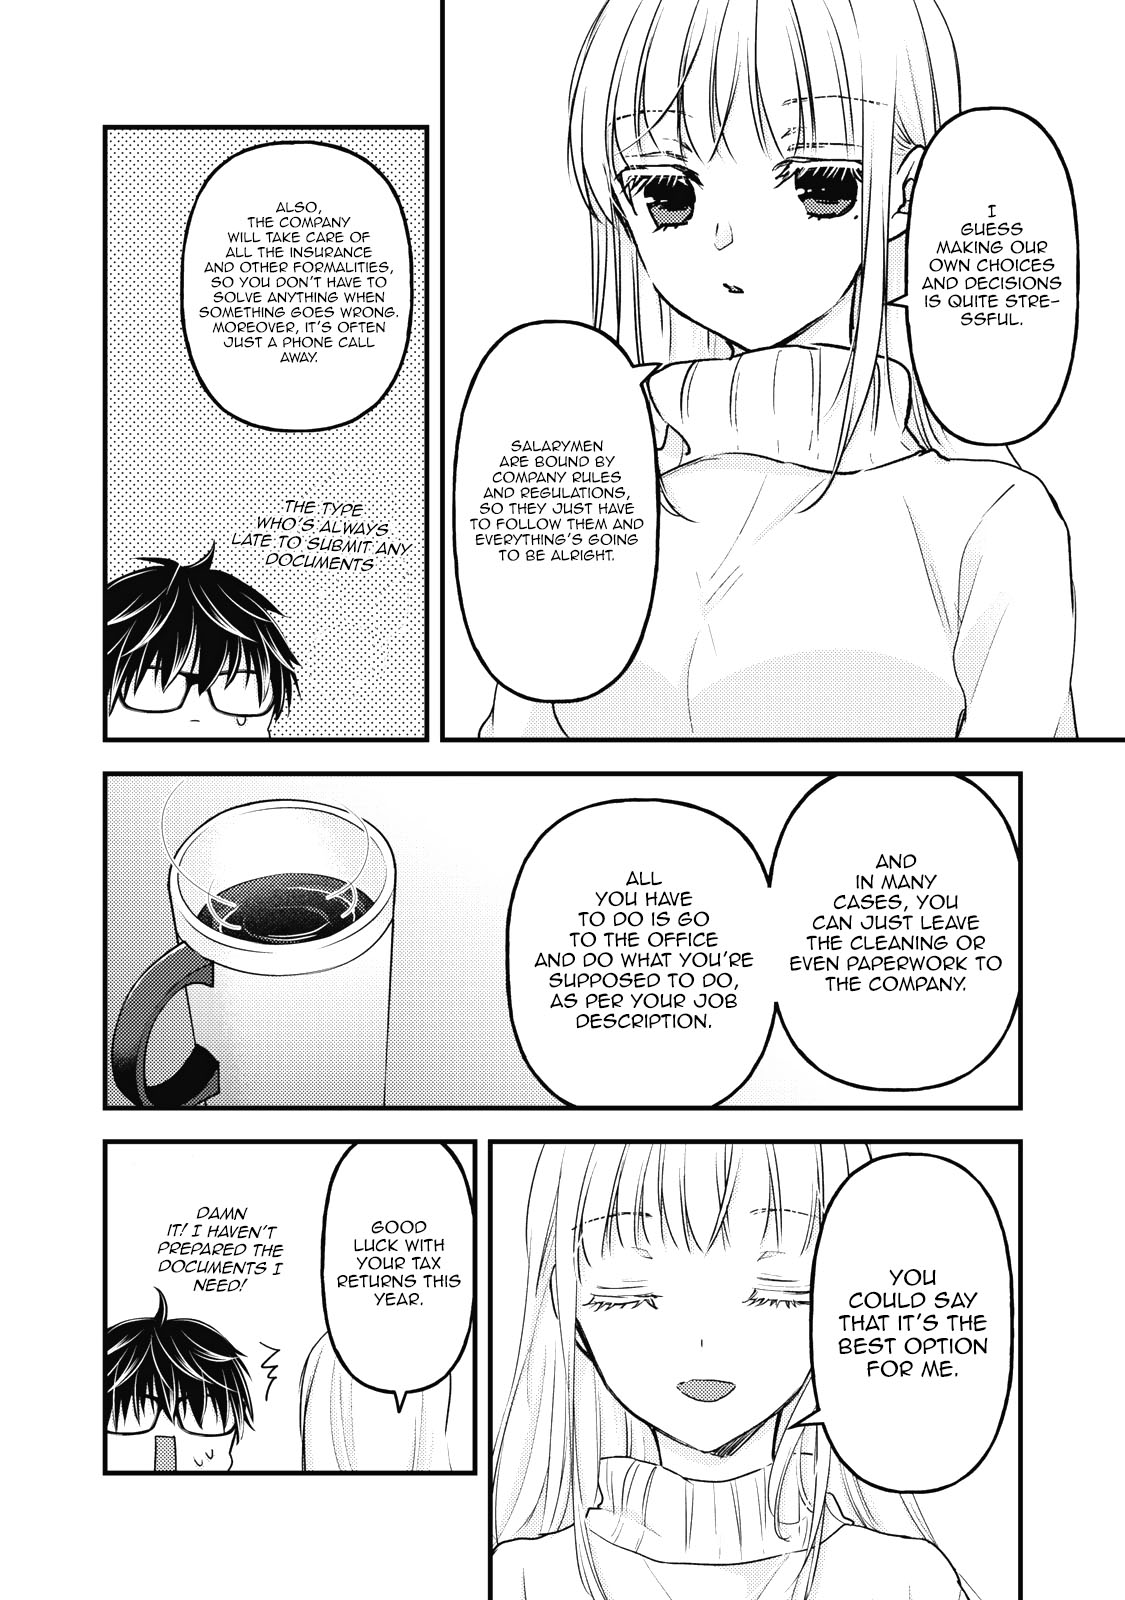 I
GUESS
MAKING OUR
OWN CHOICES
AND DECISIONS
IS QUITE STRE-
SSFUL.
SALARYMEN
ARE BOUND BY
COMPANY RULES
AND REGULATIONS,
SO THEY JUST HAVE
TO FOLLOW THEM AND
EVERYTHING'S GOING
TO BE ALRIGHT.
ALSO,
THE COMPANY
WILL TAKE CARE OF
ALL THE INSURANCE
AND OTHER FORMALITIES,
SO YOU DON'T HAVE TO
SOLVE ANYTHING WHEN
SOMETHING GOES WRONG.
MOREOVER, IT'S OFTEN
JUST A PHONE CALL
AWAY.
THE TYPE
WHO'S ALWAYS
LATE TO SUBMIT ANY
DOCUMENTS
AND
IN MANY
CASES, YOU
CAN JUST LEAVE
THE CLEANING OR
EVEN PAPERWORK TO
THE COMPANY.
ALL
YOU HAVE
TO DO IS GO
TO THE OFFICE
AND DO WHAT YOU'RE
SUPPOSED TO DO,
AS PER YOUR JOB
DESCRIPTION.
YOU
COULD SAY
THAT IT'S THE
BEST OPTION
FOR ME.
GOOD
LUCK WITH
YOUR TAX
RETURNS THIS
YEAR.
DAMN
IT! I HAVEN'T
PREPARED THE
DOCUMENTS I
NEED!